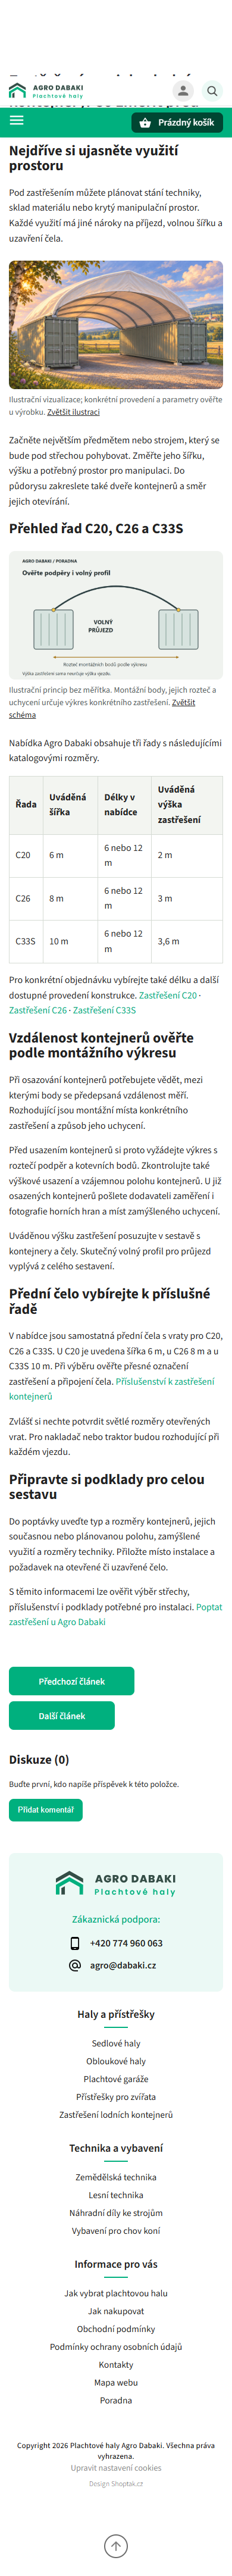 AGRO DABAKI
Plachtové haly
Prázdný košík
Nejdříve si ujasněte využití
prostoru
Pod zastřešením můžete plánovat stání techniky,
sklad materiálu nebo krytý manipulační prostor.
Každé využití má jiné nároky na příjezd, volnou šířku a
uzavření čela.
Ilustrační vizualizace; konkrétní provedení a parametry ověřte
u výrobku. Zvětšit ilustraci
Začněte největším předmětem nebo strojem, který se
bude pod střechou pohybovat. Změřte jeho šířku,
výšku a potřebný prostor pro manipulaci. Do
půdorysu zakreslete také dveře kontejnerů a směr
jejich otevírání.
Přehled řad C20, C26 a C33S
AGRO DABAKI / PORADNA
Ověřte podpěry i volný profil
VOLNÝ
PRŮJEZD
Rozteč montážních bodů podle výkresu
Výška zastřešení sama neurčuje výšku vjezdu.
Ilustrační princip bez měřítka. Montážní body, jejich rozteč a
uchycení určuje výkres konkrétního zastřešení. Zvětšit
schéma
Nabídka Agro Dabaki obsahuje tři řady s následujícími
katalogovými rozměry.
Řada
Uváděná
šířka
Délky v
nabídce
Uváděná
výška
zastřešení
C20
6 m
6 nebo 12
m
2 m
C26
8 m
6 nebo 12
m
3 m
C33S
10 m
6 nebo 12
m
3,6 m
Pro konkrétní objednávku vybírejte také délku a další
dostupné provedení konstrukce. Zastřešení C20 ·
Zastřešení C26 · Zastřešení C33S
Vzdálenost kontejnerů ověřte
podle montážního výkresu
Při osazování kontejnerů potřebujete vědět, mezi
kterými body se předepsaná vzdálenost měří.
Rozhodující jsou montážní místa konkrétního
zastřešení a způsob jeho uchycení.
Před usazením kontejnerů si proto vyžádejte výkres s
roztečí podpěr a kotevních bodů. Zkontrolujte také
výškové usazení a vzájemnou polohu kontejnerů. U již
osazených kontejnerů pošlete dodavateli zaměření i
fotografie horních hran a míst zamýšleného uchycení.
Uváděnou výšku zastřešení posuzujte v sestavě s
kontejnery a čely. Skutečný volný profil pro průjezd
vyplývá z celého sestavení.
Přední čelo vybírejte k příslušné
řadě
V nabídce jsou samostatná přední čela s vraty pro C20,
C26 a C33S. U C20 je uvedena šířka 6 m, u C26 8 m a u
C33S 10 m. Při výběru ověřte přesné označení
zastřešení a připojení čela. Příslušenství k zastřešení
kontejnerů
Zvlášť si nechte potvrdit světlé rozměry otevřených
vrat. Pro nakladač nebo traktor budou rozhodující při
každém vjezdu.
Připravte si podklady pro celou
sestavu
Do poptávky uveďte typ a rozměry kontejnerů, jejich
současnou nebo plánovanou polohu, zamýšlené
využití a rozměry techniky. Přiložte místo instalace a
požadavek na otevřené či uzavřené čelo.
S těmito informacemi lze ověřit výběr střechy,
příslušenství i podklady potřebné pro instalaci. Poptat
zastřešení u Agro Dabaki
Předchozí článek
Další článek
Diskuze (0)
Buďte první, kdo napíše příspěvek k této položce.
Přidat komentář
AGRO DABAKI
Plachtové haly
Zákaznická podpora:
+420 774 960 063
agro@dabaki.cz
Haly a přístřešky
Sedlové haly
Obloukové haly
Plachtové garáže
Přístřešky pro zvířata
Zastřešení lodních kontejnerů
Technika a vybavení
Zemědělská technika
Lesní technika
Náhradní díly ke strojům
Vybavení pro chov koní
Informace pro vás
Jak vybrat plachtovou halu
Jak nakupovat
Obchodní podmínky
Podmínky ochrany osobních údajů
Kontakty
Mapa webu
Poradna
Copyright 2026 Plachtové haly Agro Dabaki. Všechna práva
vyhrazena.
Upravit nastavení cookies
Design Shoptak.cz